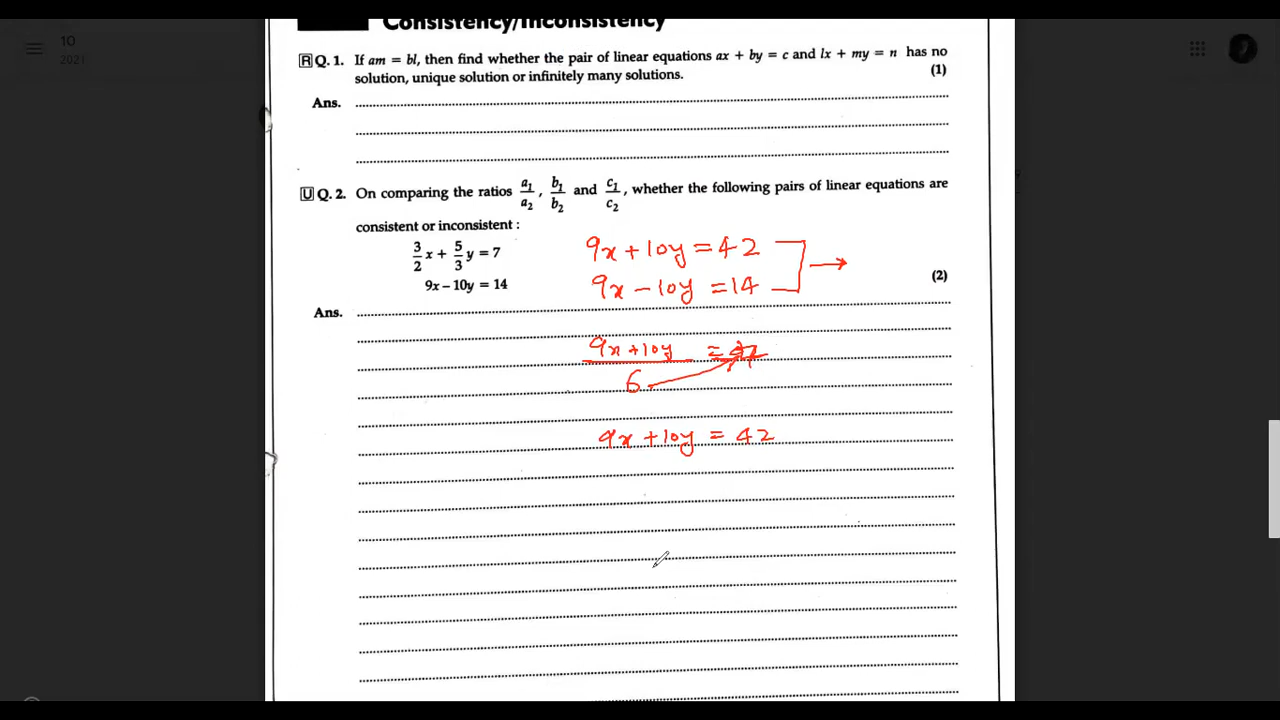 10
2021
Consistency/Inconsistency
R Q. 1. If am = bl, then find whether the pair of linear equations ax + by = c and lx + my = n has no
solution, unique solution or infinitely many solutions. (1)
Ans.
U Q. 2. On comparing the ratios a₁/a₂, b₁/b₂ and c₁/c₂, whether the following pairs of linear equations are
consistent or inconsistent :
3/2 x + 5/3 y = 7
9x – 10y = 14
9x + 10y = 42
9x – 10y = 14
(2)
Ans.
9x + 10y / 6 =
9x + 10y = 42